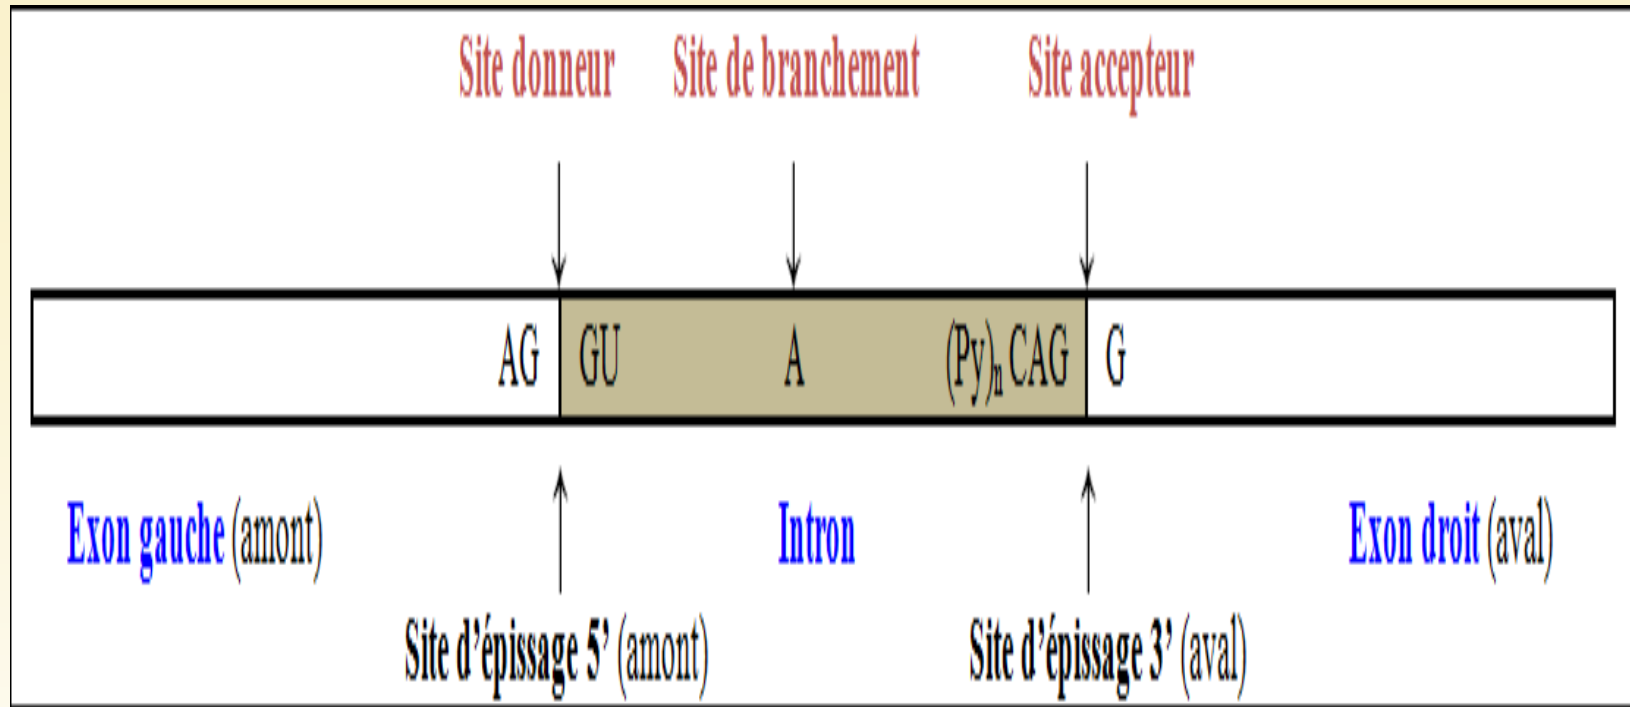 Site donneur Site de branchement Site accepteur
AG GU A (Py)n CAG G
Exon gauche (amont) Intron Exon droit (aval)
Site d’épissage 5’ (amont) Site d’épissage 3’ (aval)